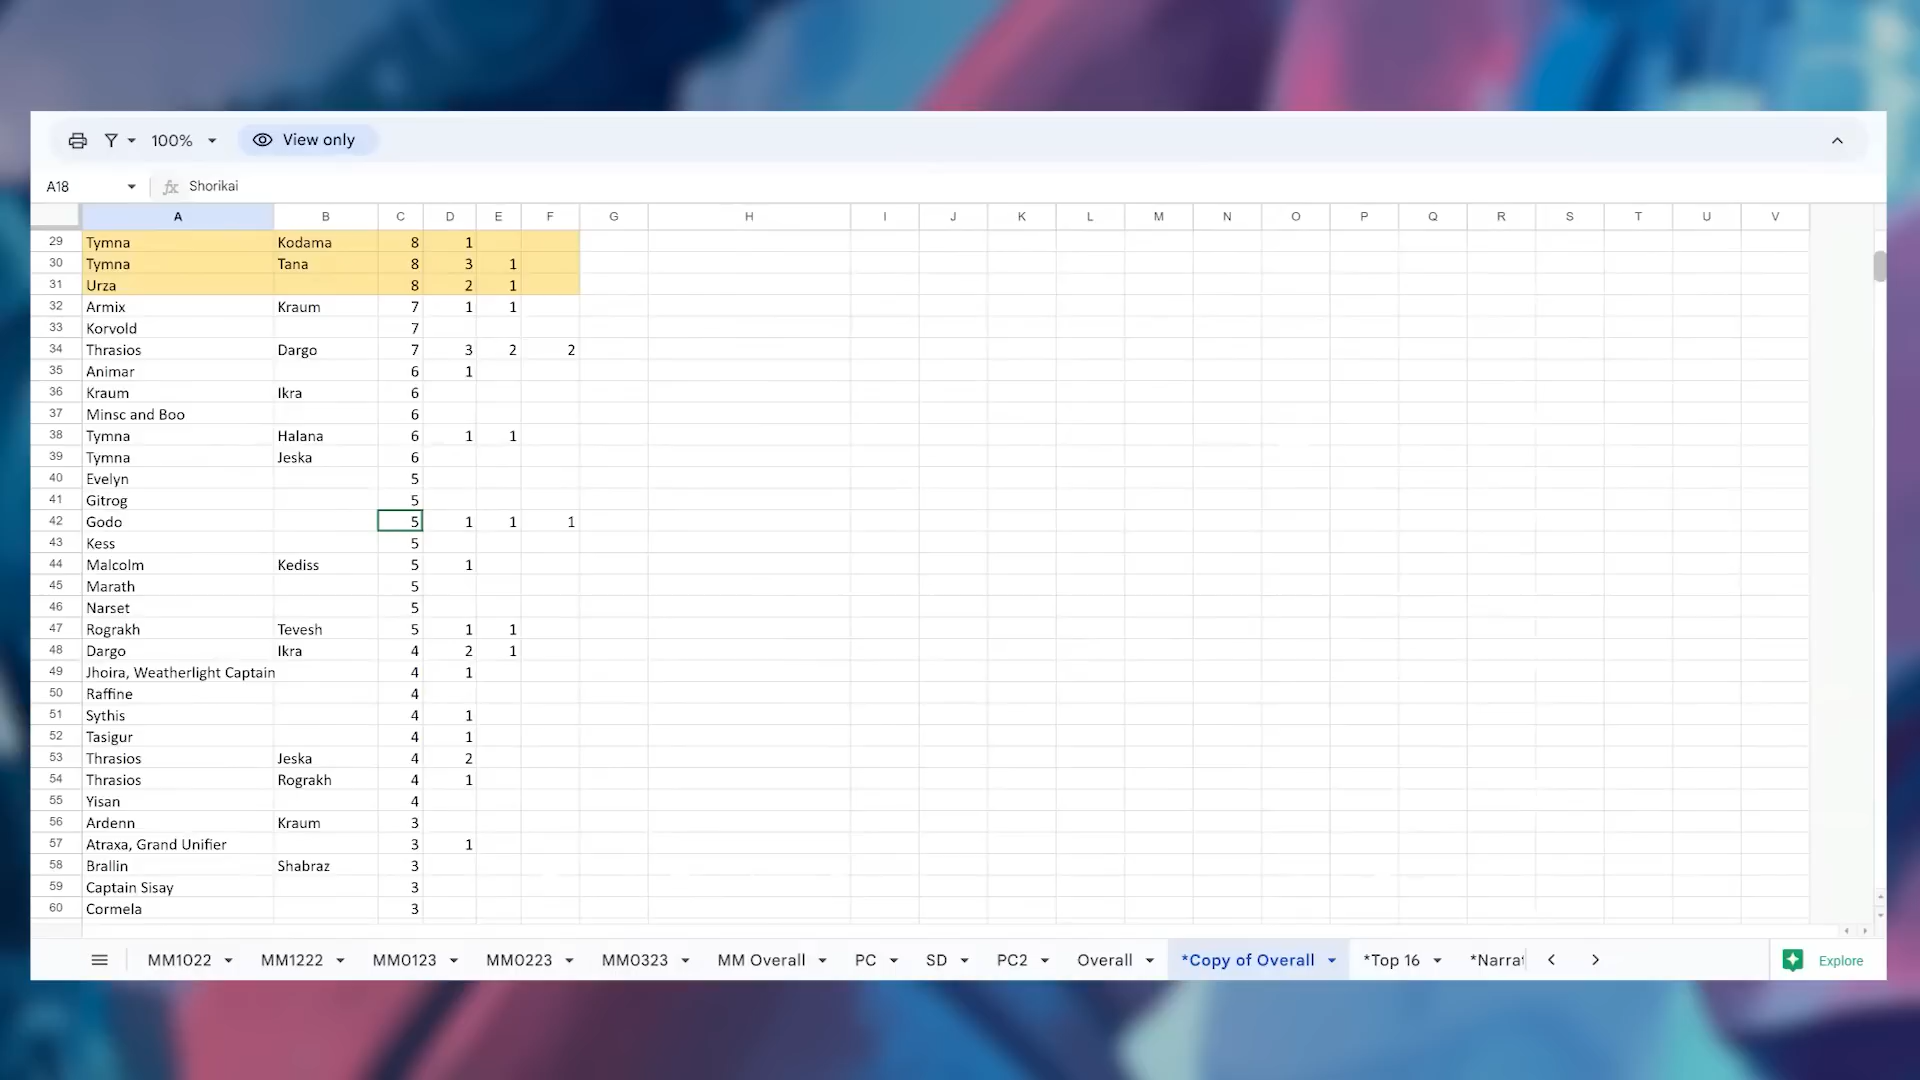 100% View only
A18 fx Shorikai
A B C D E F G H I J K L M N O P Q R S T U V
29 Tymna Kodama 8 1
30 Tymna Tana 8 3 1
31 Urza 8 2 1
32 Armix Kraum 7 1 1
33 Korvold 7
34 Thrasios Dargo 7 3 2 2
35 Animar 6 1
36 Kraum Ikra 6
37 Minsc and Boo 6
38 Tymna Halana 6 1 1
39 Tymna Jeska 6
40 Evelyn 5
41 Gitrog 5
42 Godo 5 1 1 1
43 Kess 5
44 Malcolm Kediss 5 1
45 Marath 5
46 Narset 5
47 Rograkh Tevesh 5 1 1
48 Dargo Ikra 4 2 1
49 Jhoira, Weatherlight Captain 4 1
50 Raffine 4
51 Sythis 4 1
52 Tasigur 4 1
53 Thrasios Jeska 4 2
54 Thrasios Rograkh 4 1
55 Yisan 4
56 Ardenn Kraum 3
57 Atraxa, Grand Unifier 3 1
58 Brallin Shabraz 3
59 Captain Sisay 3
60 Cormela 3
MM1022 MM1222 MM0123 MM0223 MM0323 MM Overall PC SD PC2 Overall *Copy of Overall *Top 16 *Narrat Explore